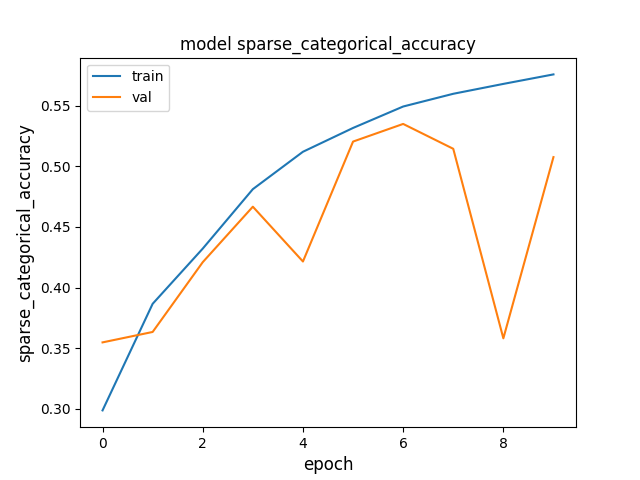 model sparse_categorical_accuracy
train
val
sparse_categorical_accuracy
0.55
0.50
0.45
0.40
0.35
0.30
0 2 4 6 8
epoch